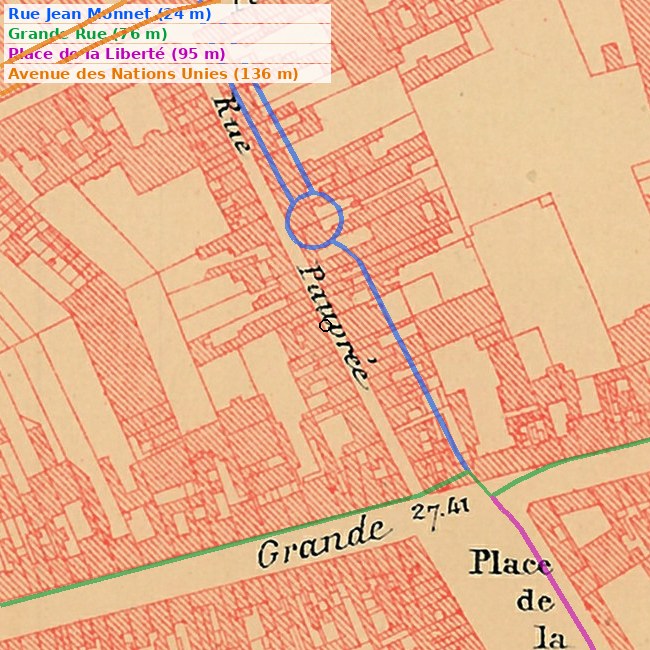 Rue Jean Monnet (24 m)
Grande Rue (76 m)
Place de la Liberté (95 m)
Avenue des Nations Unies (136 m)
Rue
Pauvrée
Grande
27.41
Place
de
la